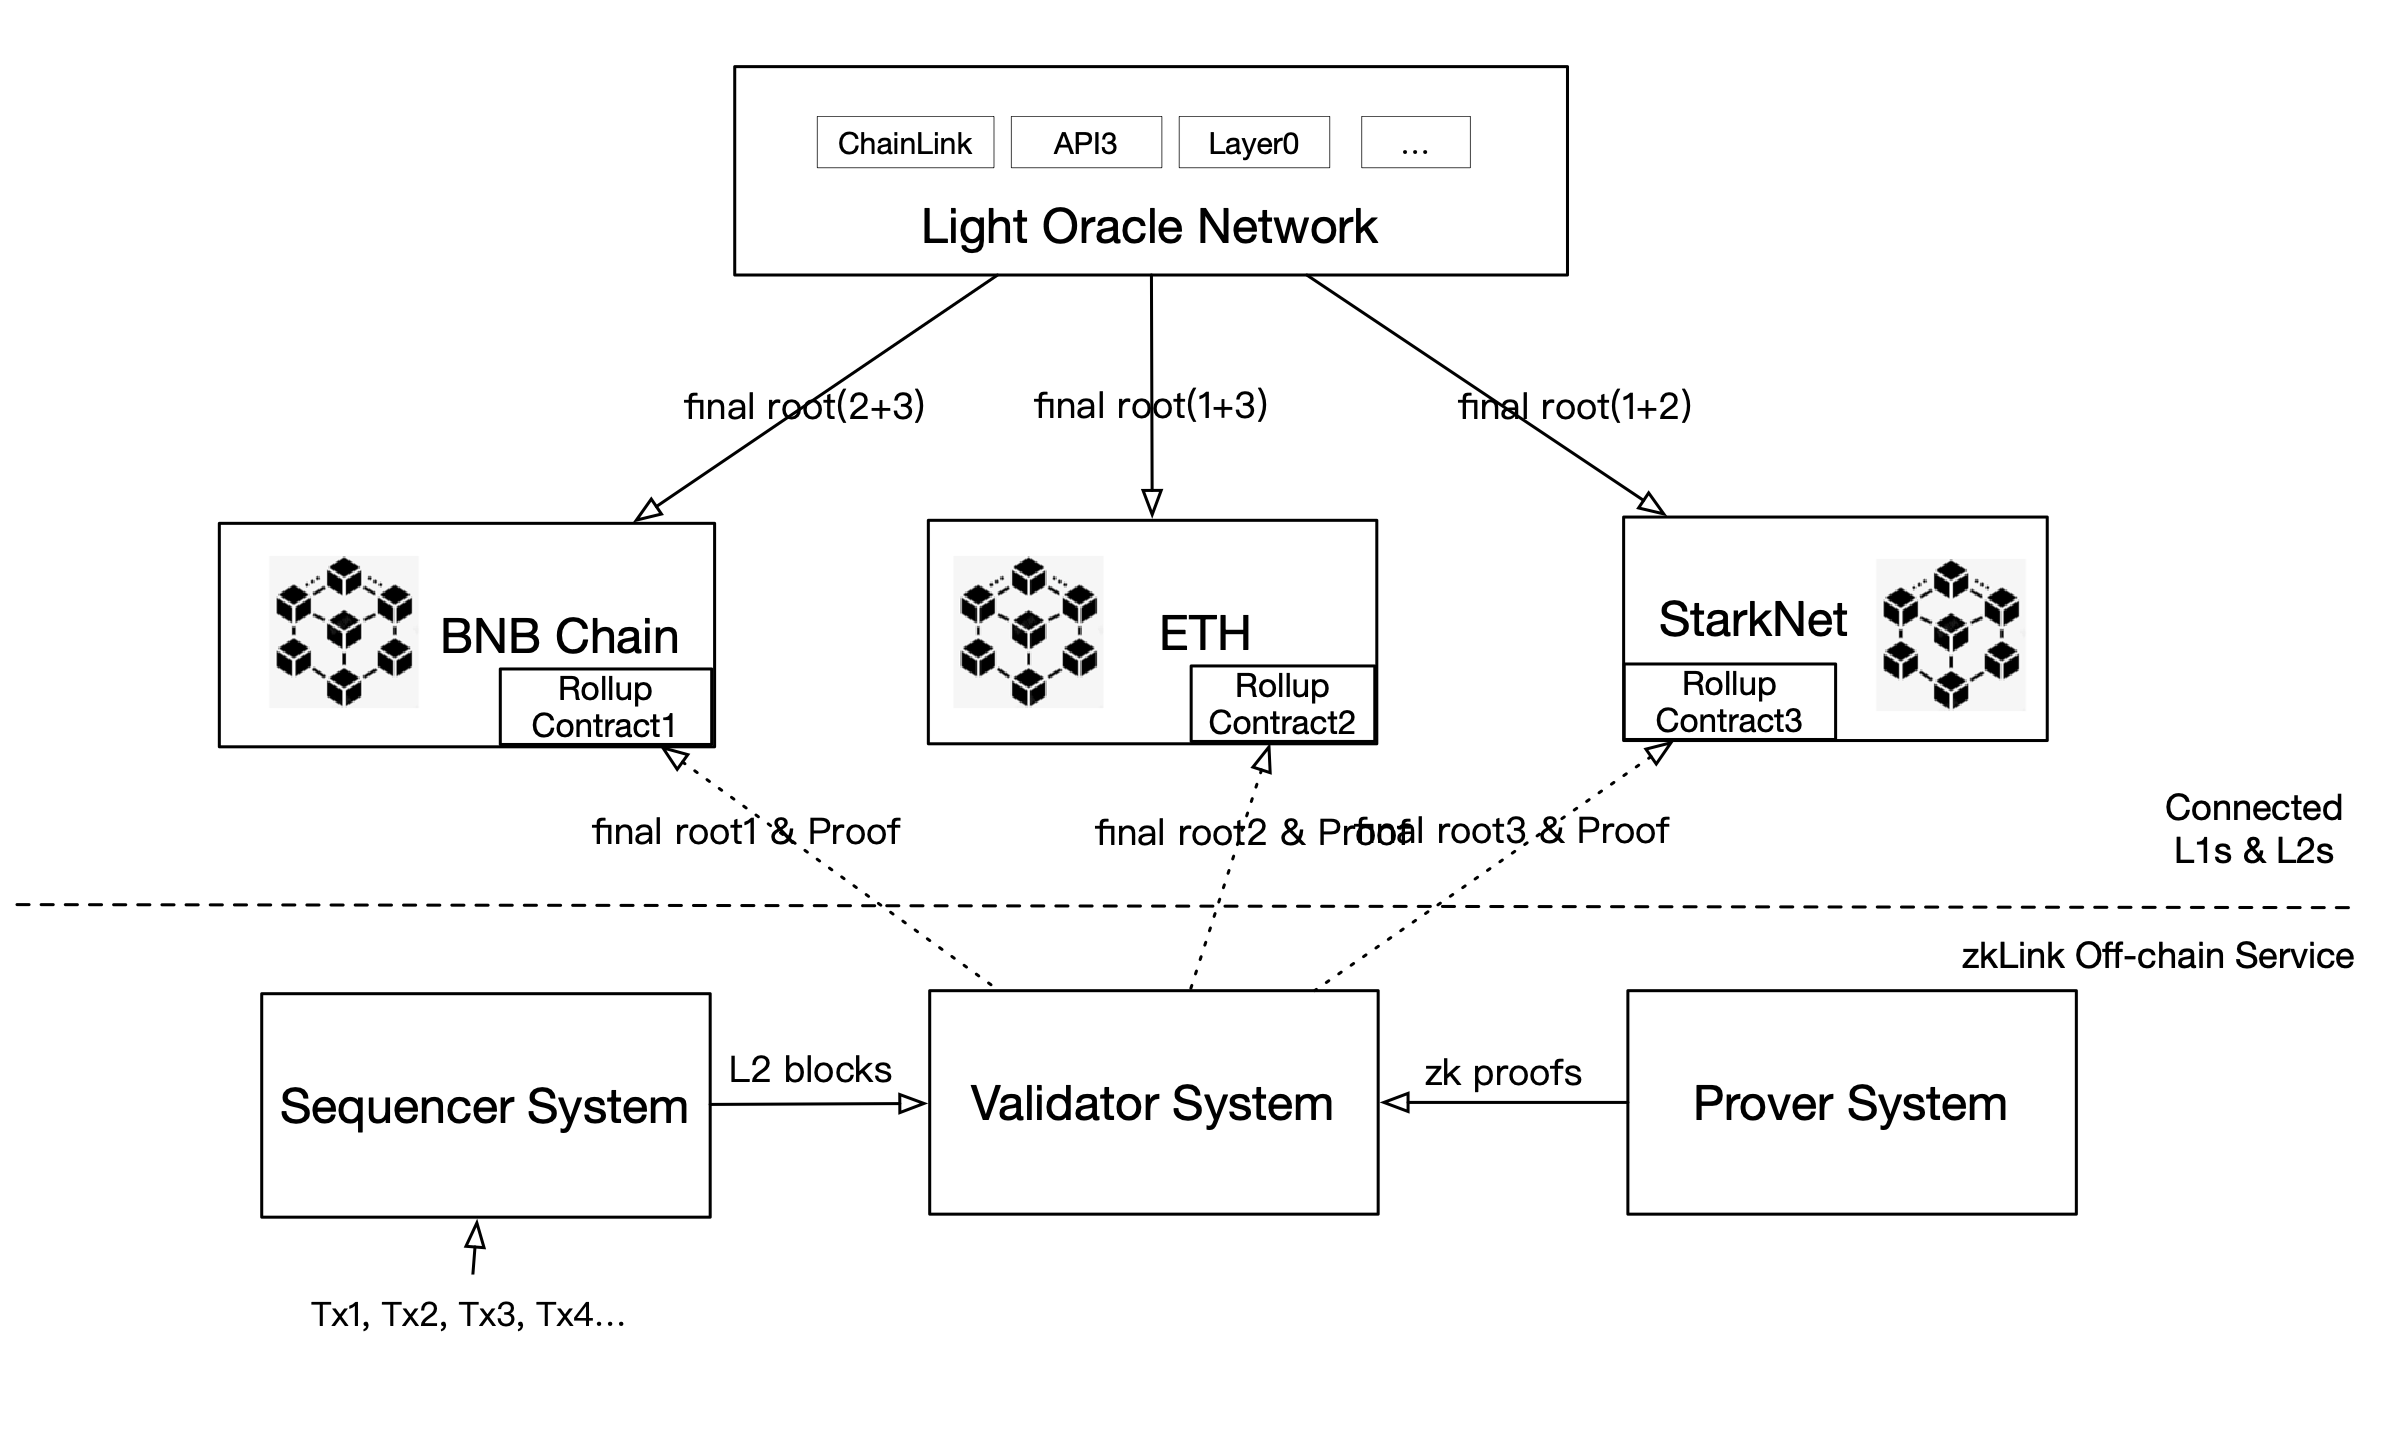 ChainLink
API3
Layer0
...
Light Oracle Network
final root(2+3)
final root(1+3)
final root(1+2)
BNB Chain
Rollup
Contract1
ETH
Rollup
Contract2
StarkNet
Rollup
Contract3
final root1 & Proof
final root2 & Proof
final root3 & Proof
Connected
L1s & L2s
zkLink Off-chain Service
Sequencer System
L2 blocks
Validator System
zk proofs
Prover System
Tx1, Tx2, Tx3, Tx4...